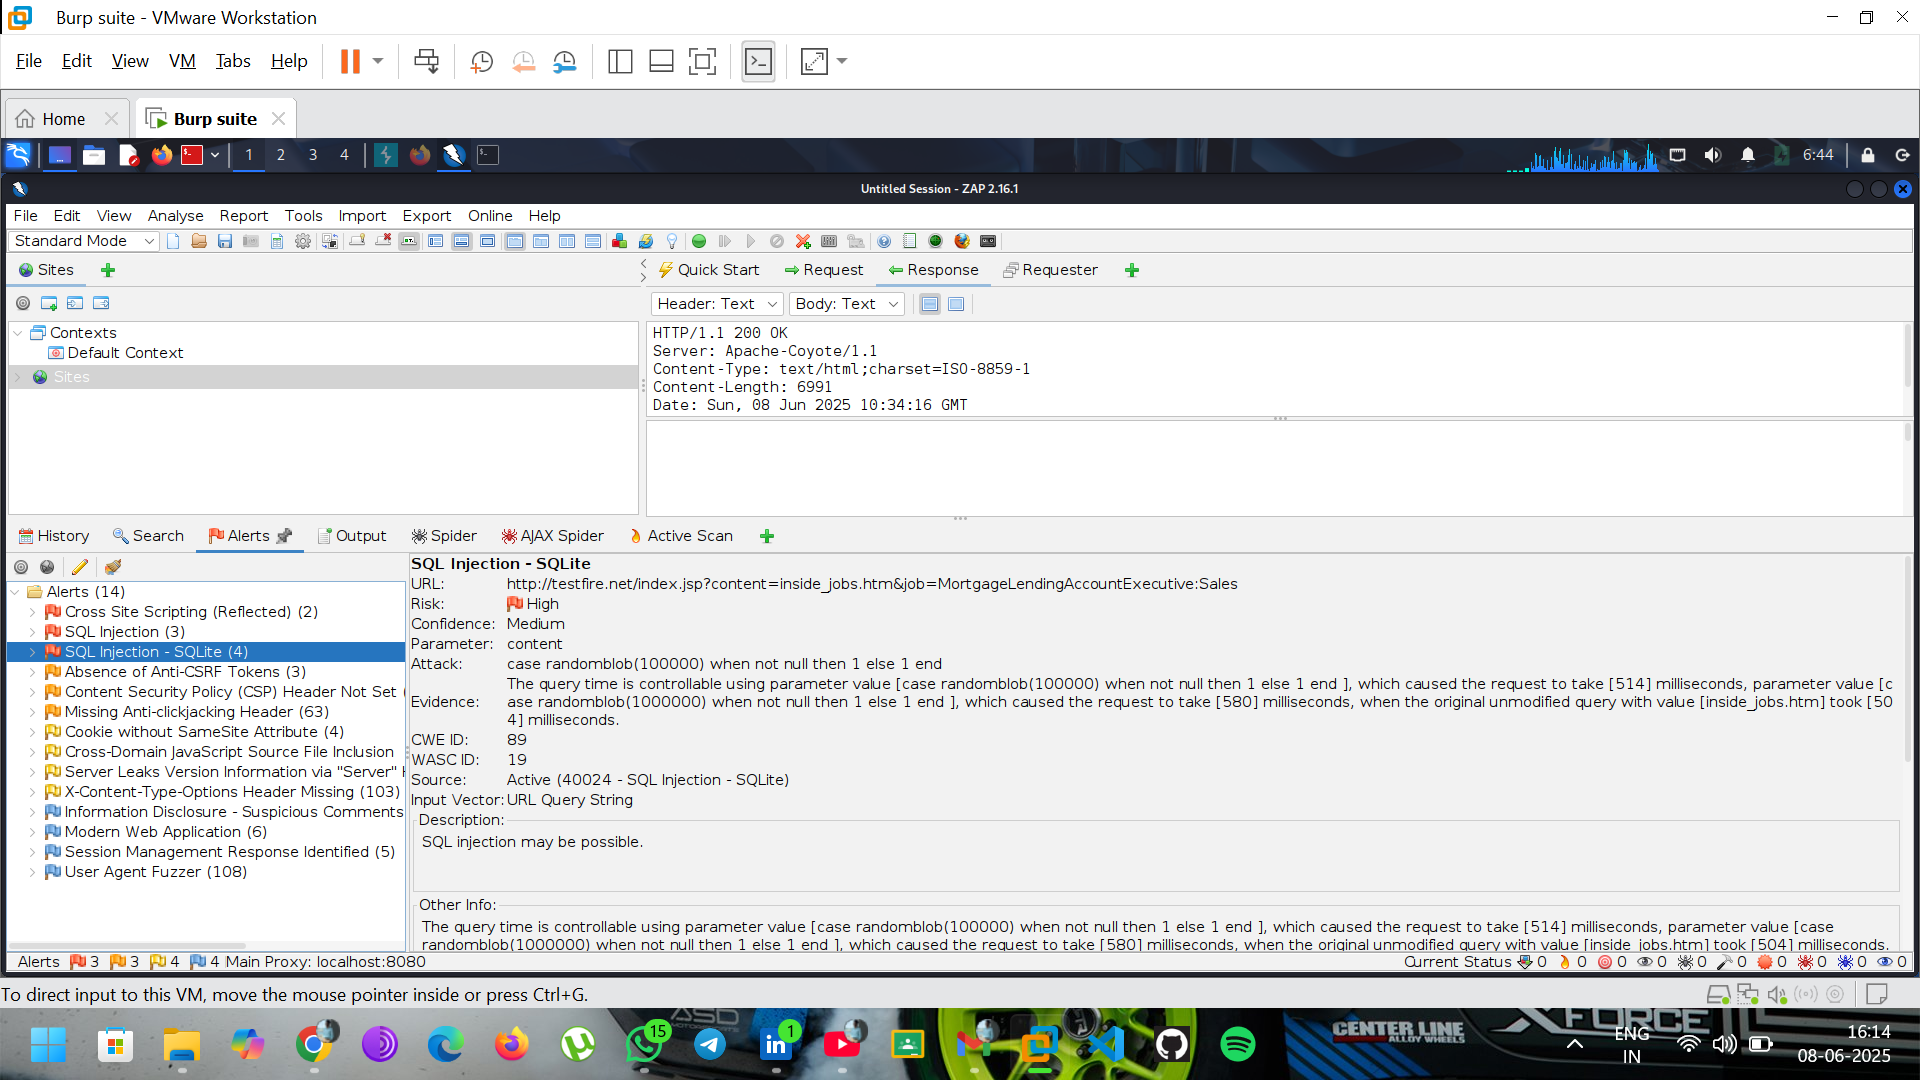 Burp suite - VMware Workstation
File Edit View VM Tabs Help
Home Burp suite
1 2 3 4 6:44
Untitled Session - ZAP 2.16.1
File Edit View Analyse Report Tools Import Export Online Help
Standard Mode
Sites
Quick Start Request Response Requester
Header: Text Body: Text
Contexts
Default Context
Sites
HTTP/1.1 200 OK
Server: Apache-Coyote/1.1
Content-Type: text/html;charset=ISO-8859-1
Content-Length: 6991
Date: Sun, 08 Jun 2025 10:34:16 GMT
History Search Alerts Output Spider AJAX Spider Active Scan
Alerts (14)
Cross Site Scripting (Reflected) (2)
SQL Injection (3)
SQL Injection - SQLite (4)
Absence of Anti-CSRF Tokens (3)
Content Security Policy (CSP) Header Not Set (
Missing Anti-clickjacking Header (63)
Cookie without SameSite Attribute (4)
Cross-Domain JavaScript Source File Inclusion
Server Leaks Version Information via "Server" H
X-Content-Type-Options Header Missing (103)
Information Disclosure - Suspicious Comments
Modern Web Application (6)
Session Management Response Identified (5)
User Agent Fuzzer (108)
SQL Injection - SQLite
URL: http://testfire.net/index.jsp?content=inside_jobs.htm&job=MortgageLendingAccountExecutive:Sales
Risk: High
Confidence: Medium
Parameter: content
Attack: case randomblob(100000) when not null then 1 else 1 end
The query time is controllable using parameter value [case randomblob(100000) when not null then 1 else 1 end ], which caused the request to take [514] milliseconds, parameter value [c
Evidence: ase randomblob(1000000) when not null then 1 else 1 end ], which caused the request to take [580] milliseconds, when the original unmodified query with value [inside_jobs.htm] took [50
4] milliseconds.
CWE ID: 89
WASC ID: 19
Source: Active (40024 - SQL Injection - SQLite)
Input Vector: URL Query String
Description:
SQL injection may be possible.
Other Info:
The query time is controllable using parameter value [case randomblob(100000) when not null then 1 else 1 end ], which caused the request to take [514] milliseconds, parameter value [case
randomblob(1000000) when not null then 1 else 1 end ], which caused the request to take [580] milliseconds, when the original unmodified query with value [inside_jobs.htm] took [504] milliseconds.
Alerts 3 3 4 4 Main Proxy: localhost:8080 Current Status 0 0 0 0 0 0 0 0 0 0
To direct input to this VM, move the mouse pointer inside or press Ctrl+G.
15
1
ASD
CENTER LINE
ALLOY WHEELS
XFORCE
ENG
IN
16:14
08-06-2025